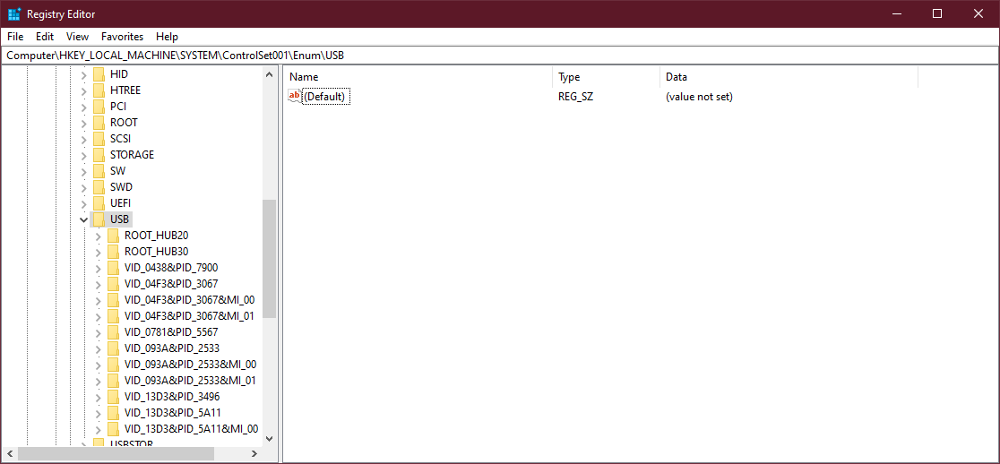 Registry Editor
File Edit View Favorites Help
Computer\HKEY_LOCAL_MACHINE\SYSTEM\ControlSet001\Enum\USB
HID
HTREE
PCI
ROOT
SCSI
STORAGE
SW
SWD
UEFI
USB
ROOT_HUB20
ROOT_HUB30
VID_0438&PID_7900
VID_04F3&PID_3067
VID_04F3&PID_3067&MI_00
VID_04F3&PID_3067&MI_01
VID_0781&PID_5567
VID_093A&PID_2533
VID_093A&PID_2533&MI_00
VID_093A&PID_2533&MI_01
VID_13D3&PID_3496
VID_13D3&PID_5A11
VID_13D3&PID_5A11&MI_00
USBSTOR
Name Type Data
ab (Default) REG_SZ (value not set)